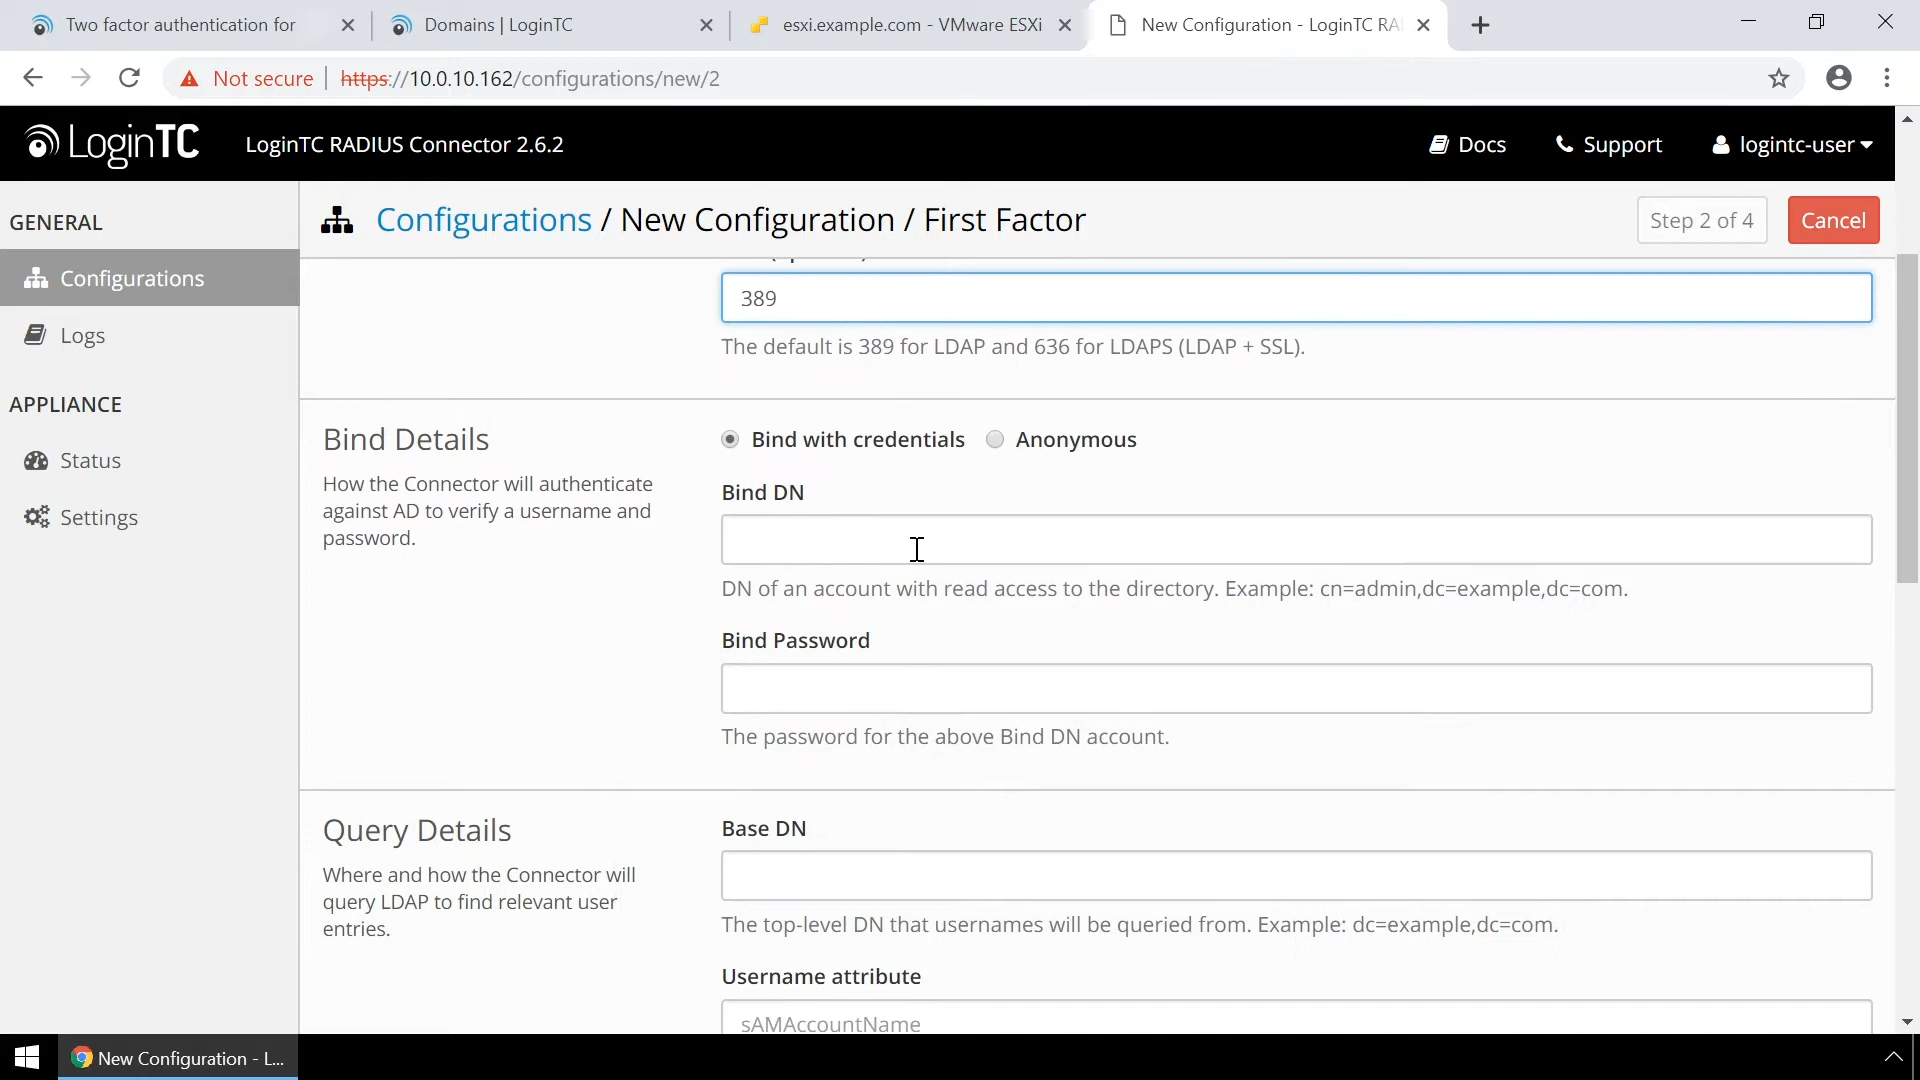 Two factor authentication for
Domains | LoginTC
esxi.example.com - VMware ESXi
New Configuration - LoginTC RA
Not secure
https://10.0.10.162/configurations/new/2
LoginTC
LoginTC RADIUS Connector 2.6.2
Docs
Support
logintc-user
GENERAL
Configurations
Logs
APPLIANCE
Status
Settings
Configurations / New Configuration / First Factor
Step 2 of 4
Cancel
389
The default is 389 for LDAP and 636 for LDAPS (LDAP + SSL).
Bind Details
How the Connector will authenticate
against AD to verify a username and
password.
Bind with credentials
Anonymous
Bind DN
DN of an account with read access to the directory. Example: cn=admin,dc=example,dc=com.
Bind Password
The password for the above Bind DN account.
Query Details
Where and how the Connector will
query LDAP to find relevant user
entries.
Base DN
The top-level DN that usernames will be queried from. Example: dc=example,dc=com.
Username attribute
sAMAccountName
New Configuration - L...